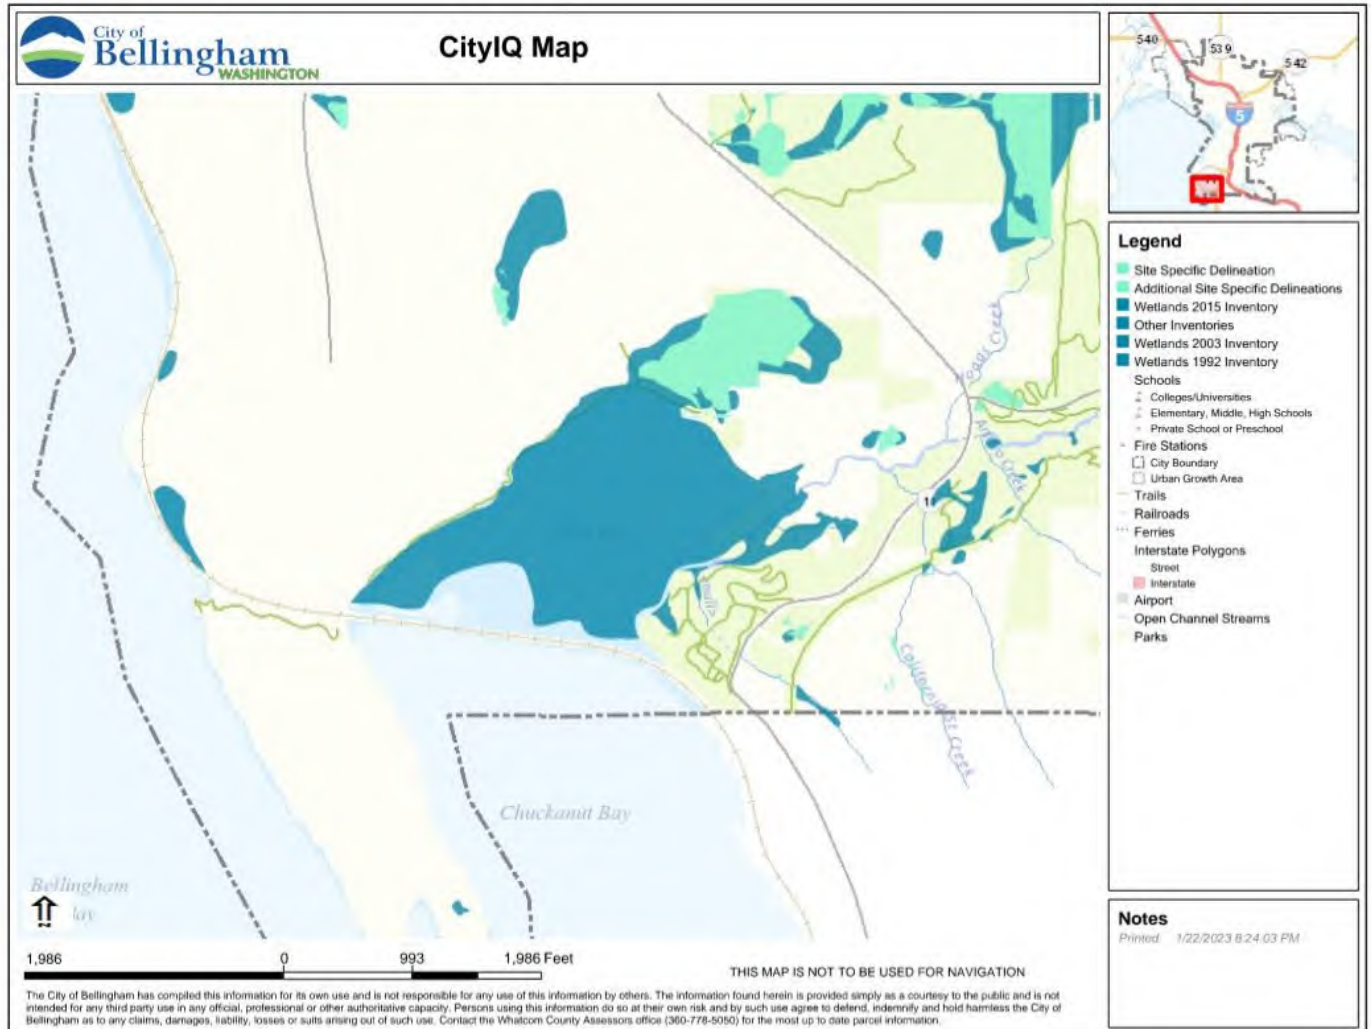 City of
Bellingham
WASHINGTON
CityIQ Map
540
539
542
5
Legend
Site Specific Delineation
Additional Site Specific Delineations
Wetlands 2015 Inventory
Other Inventories
Wetlands 2003 Inventory
Wetlands 1992 Inventory
Schools
Colleges/Universities
Elementary, Middle, High Schools
Private School or Preschool
Fire Stations
City Boundary
Urban Growth Area
Trails
Railroads
Ferries
Interstate Polygons
Street
Interstate
Airport
Open Channel Streams
Parks
Creek
Creek
1
Creek
Chuckanut Bay
Bellingham
Notes
Printed 1/22/2023 8:24:03 PM
1,986 0 993 1,986 Feet
THIS MAP IS NOT TO BE USED FOR NAVIGATION
The City of Bellingham has compiled this information for its own use and is not responsible for any use of this information by others. The information found herein is provided simply as a courtesy to the public and is not
intended for any third party use in any official, professional or other authoritative capacity. Persons using this information do so at their own risk and by such use agree to defend, indemnify and hold harmless the City of
Bellingham as to any claims, damages, liability, losses or suits arising out of such use. Contact the Whatcom County Assessors office (360-778-5050) for the most up to date parcel information.